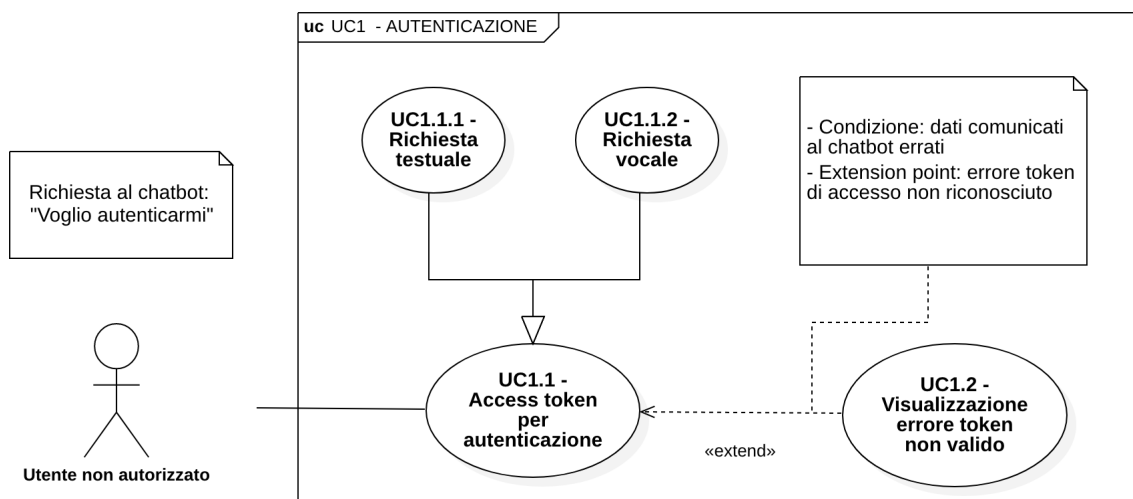 uc UC1 - AUTENTICAZIONE
UC1.1.1 -
Richiesta
testuale
UC1.1.2 -
Richiesta
vocale
- Condizione: dati comunicati
al chatbot errati
- Extension point: errore token
di accesso non riconosciuto
Richiesta al chatbot:
"Voglio autenticarmi"
UC1.1 -
Access token
per
autenticazione
UC1.2 -
Visualizzazione
errore token
non valido
«extend»
Utente non autorizzato